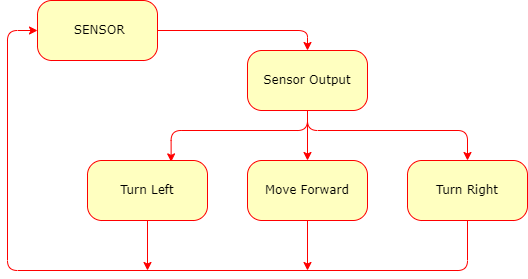 SENSOR
Sensor Output
Turn Left
Move Forward
Turn Right